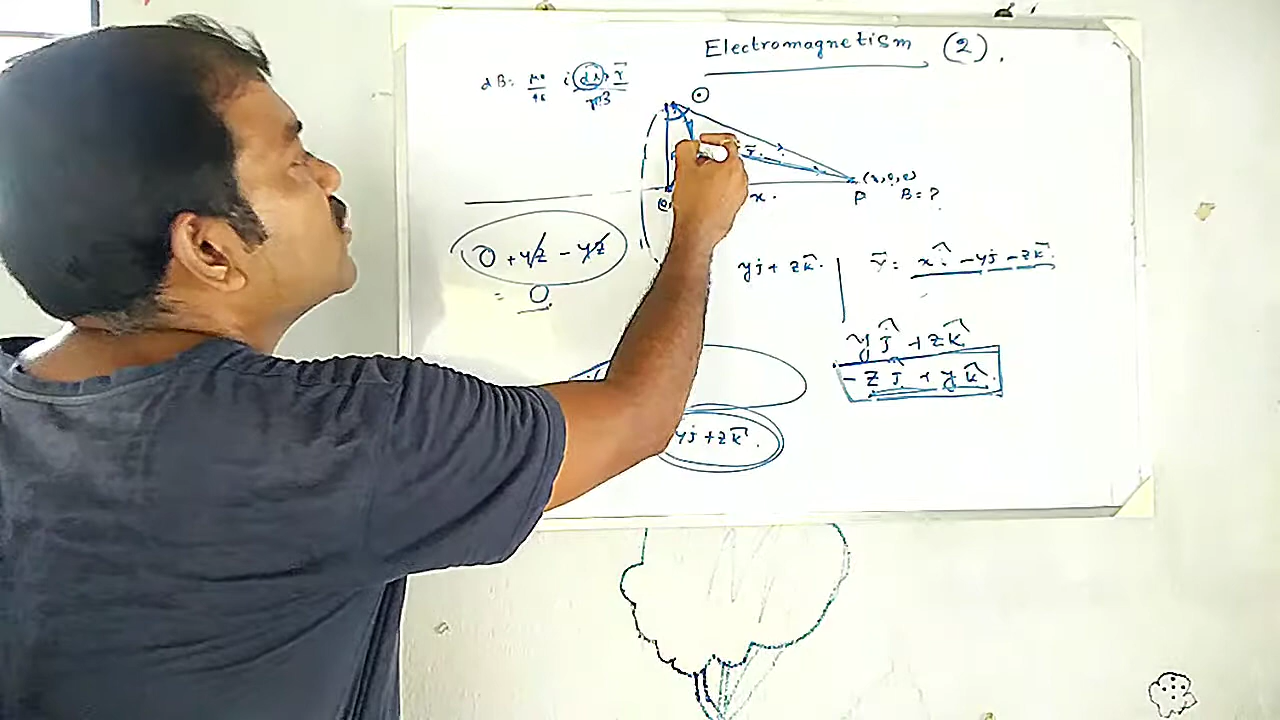 Electromagnetism (2).
dB = μ0 i dl × r⃗
4π r3
r⃗
(x, 0, 0)
x. P B = ?
0 + yz - yz
= 0
yĵ + zk̂. r⃗ = xî - yĵ - zk̂.
yĵ + zk̂
- zĵ + yk̂.
yĵ + zk̂.